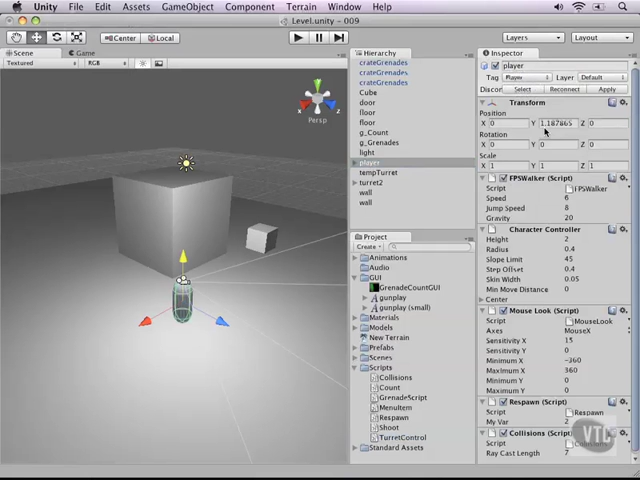 Unity File Edit Assets GameObject Component Terrain Window Help
Level.unity - 009
Center Local Layers Layout
Scene Game
Textured RGB
Persp
Hierarchy
crateGrenades
crateGrenades
crateGrenades
Cube
door
door
floor
floor
g_Count
g_Grenades
light
player
tempTurret
turret2
wall
wall
Project
Create
Animations
Audio
GUI
GrenadeCountGUI
gunplay
gunplay (small)
Materials
Models
New Terrain
Prefabs
Scenes
Scripts
Collisions
Count
GrenadeScript
MenuItem
Respawn
Shoot
TurretControl
Standard Assets
Inspector
player
Tag Player Layer Default
Discon Select Reconnect Apply
Transform
Position
X 0 Y 1.187865 Z 0
Rotation
X 0 Y 0 Z 0
Scale
X 1 Y 1 Z 1
FPSWalker (Script)
Script FPSWalker
Speed 6
Jump Speed 8
Gravity 20
Character Controller
Height 2
Radius 0.4
Slope Limit 45
Step Offset 0.4
Skin Width 0.05
Min Move Distance 0
Center
Mouse Look (Script)
Script MouseLook
Axes MouseX
Sensitivity X 15
Sensitivity Y 0
Minimum X -360
Maximum X 360
Minimum Y 0
Maximum Y 0
Respawn (Script)
Script Respawn
My Var 2
Collisions (Script)
Script
Ray Cast Length 7
VTC